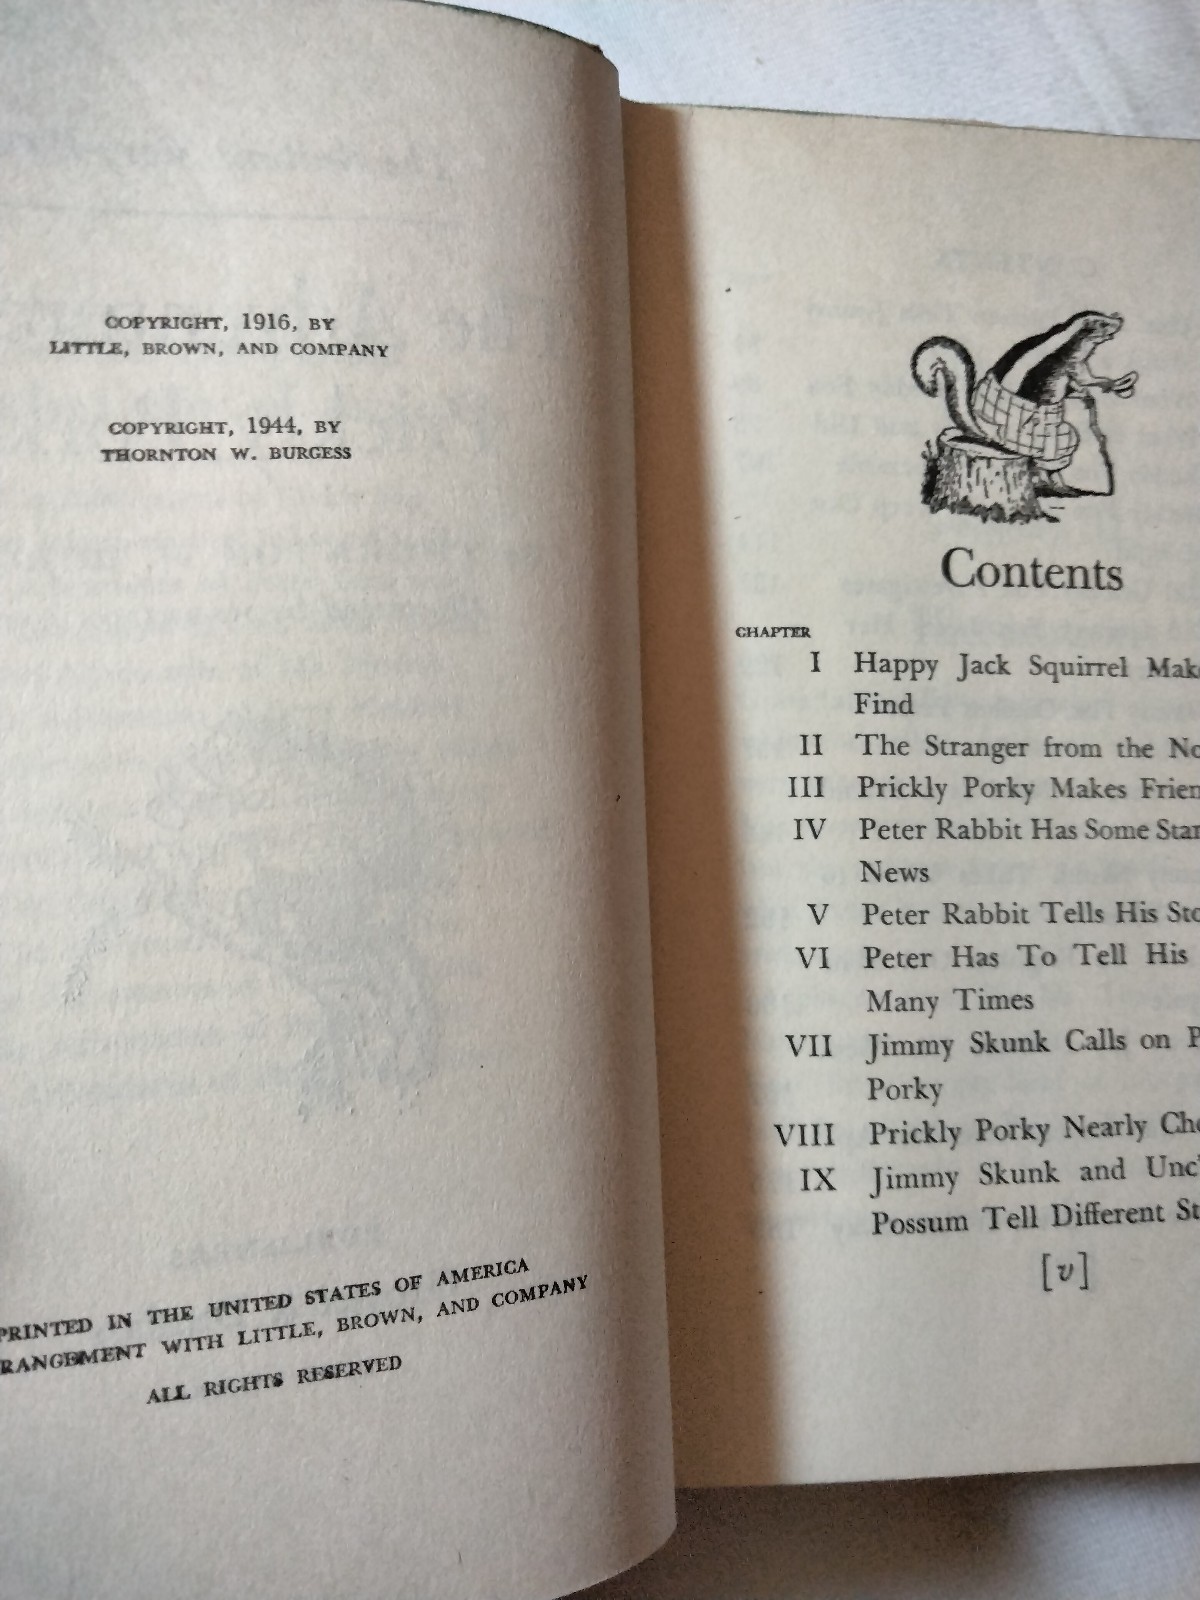 COPYRIGHT, 1916, BY
LITTLE, BROWN, AND COMPANY
COPYRIGHT, 1944, BY
THORNTON W. BURGESS
PRINTED IN THE UNITED STATES OF AMERICA
RANGEMENT WITH LITTLE, BROWN, AND COMPANY
ALL RIGHTS RESERVED
Contents
CHAPTER
I Happy Jack Squirrel Mak
Find
II The Stranger from the No
III Prickly Porky Makes Frien
IV Peter Rabbit Has Some Star
News
V Peter Rabbit Tells His Sto
VI Peter Has To Tell His
Many Times
VII Jimmy Skunk Calls on P
Porky
VIII Prickly Porky Nearly Cho
IX Jimmy Skunk and Unc'
Possum Tell Different St
[v]